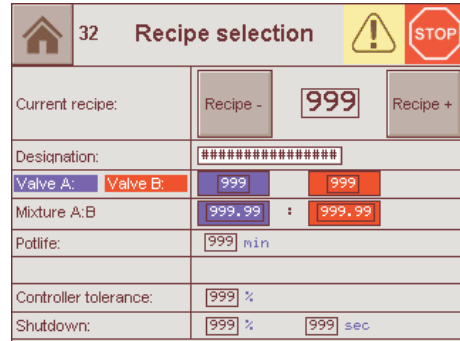 32 Recipe selection STOP
Current recipe: Recipe - 999 Recipe +
Designation: ################
Valve A: Valve B: 999 999
Mixture A:B 999.99 : 999.99
Potlife: 999 min
Controller tolerance: 999 %
Shutdown: 999 % 999 sec